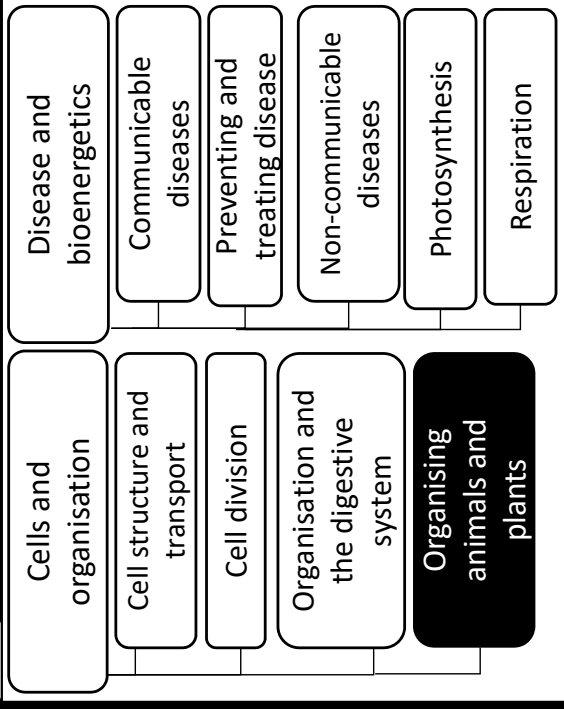 Cells and
organisation
Cell structure and
transport
Cell division
Organisation and
the digestive
system
Organising
animals and
plants
Disease and
bioenergetics
Communicable
diseases
Preventing and
treating disease
Non-communicable
diseases
Photosynthesis
Respiration